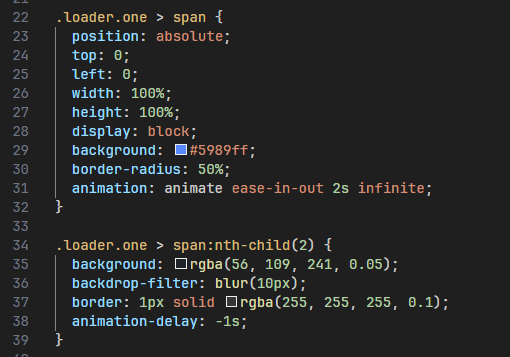 21
22 .loader.one > span {
23 position: absolute;
24 top: 0;
25 left: 0;
26 width: 100%;
27 height: 100%;
28 display: block;
29 background: #5989ff;
30 border-radius: 50%;
31 animation: animate ease-in-out 2s infinite;
32 }
33
34 .loader.one > span:nth-child(2) {
35 background: rgba(56, 109, 241, 0.05);
36 backdrop-filter: blur(10px);
37 border: 1px solid rgba(255, 255, 255, 0.1);
38 animation-delay: -1s;
39 }